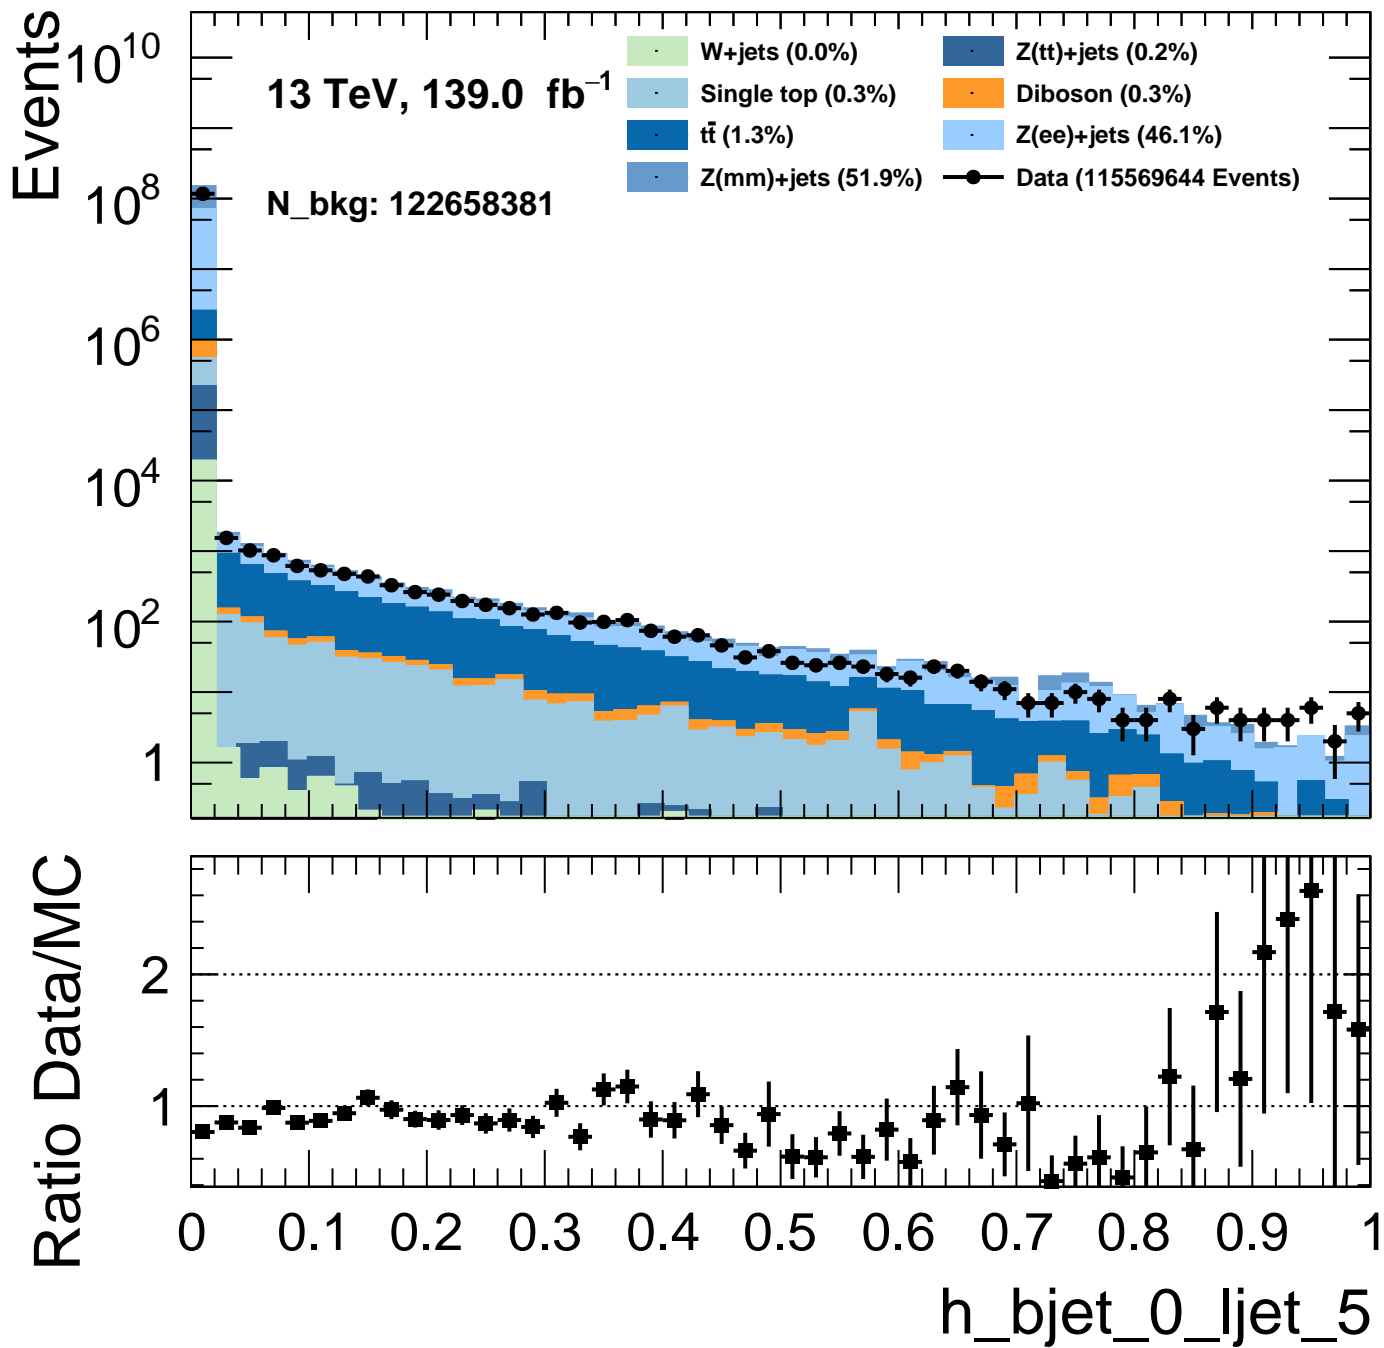 Events
10^10
10^8
10^6
10^4
10^2
1
13 TeV, 139.0 fb^−1
N_bkg: 122658381
W+jets (0.0%)
Single top (0.3%)
tt̄ (1.3%)
Z(mm)+jets (51.9%)
Z(tt)+jets (0.2%)
Diboson (0.3%)
Z(ee)+jets (46.1%)
Data (115569644 Events)
Ratio Data/MC
2
1
0 0.1 0.2 0.3 0.4 0.5 0.6 0.7 0.8 0.9 1
h_bjet_0_ljet_5